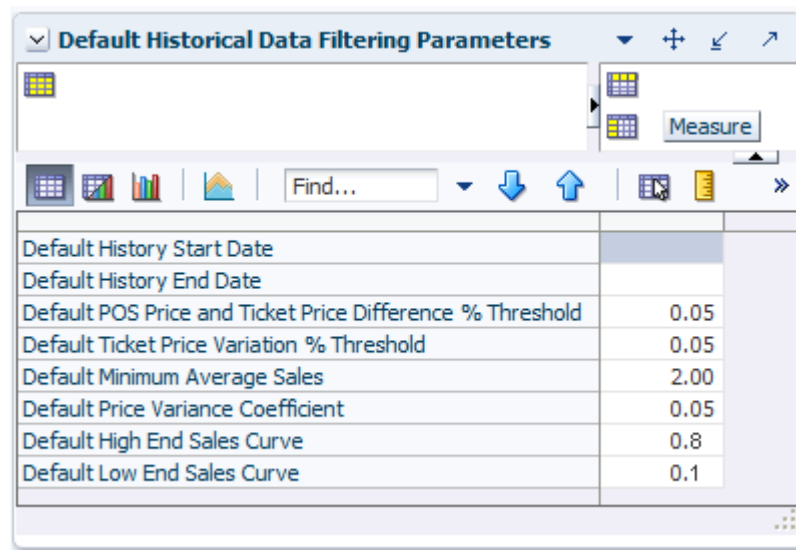 Default Historical Data Filtering Parameters
Measure
Find...
Default History Start Date
Default History End Date
Default POS Price and Ticket Price Difference % Threshold 0.05
Default Ticket Price Variation % Threshold 0.05
Default Minimum Average Sales 2.00
Default Price Variance Coefficient 0.05
Default High End Sales Curve 0.8
Default Low End Sales Curve 0.1